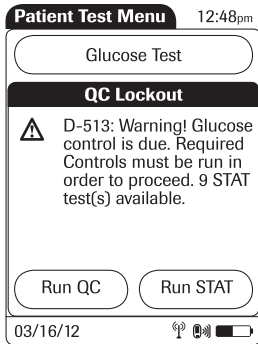 Patient Test Menu 12:48pm
Glucose Test
QC Lockout
D-513: Warning! Glucose
control is due. Required
Controls must be run in
order to proceed. 9 STAT
test(s) available.
Run QC Run STAT
03/16/12